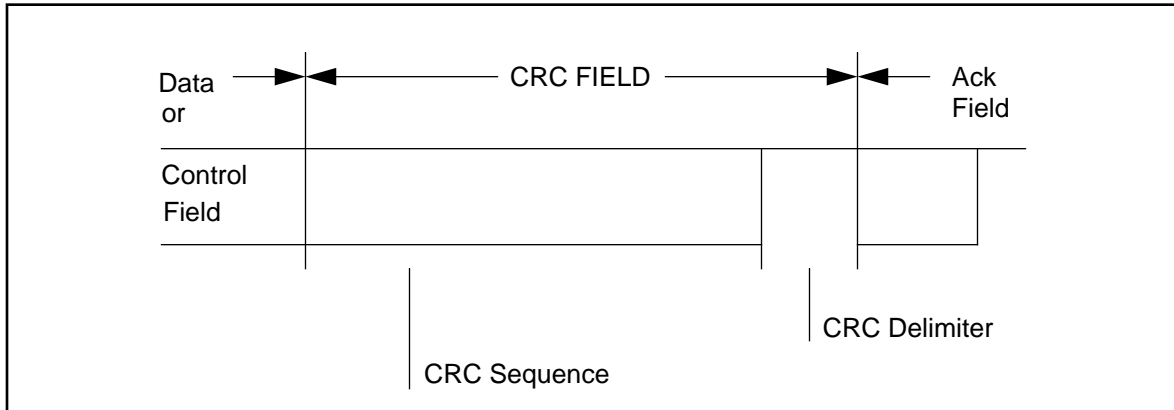 Data
or
CRC FIELD
Ack
Field
Control
Field
CRC Delimiter
CRC Sequence